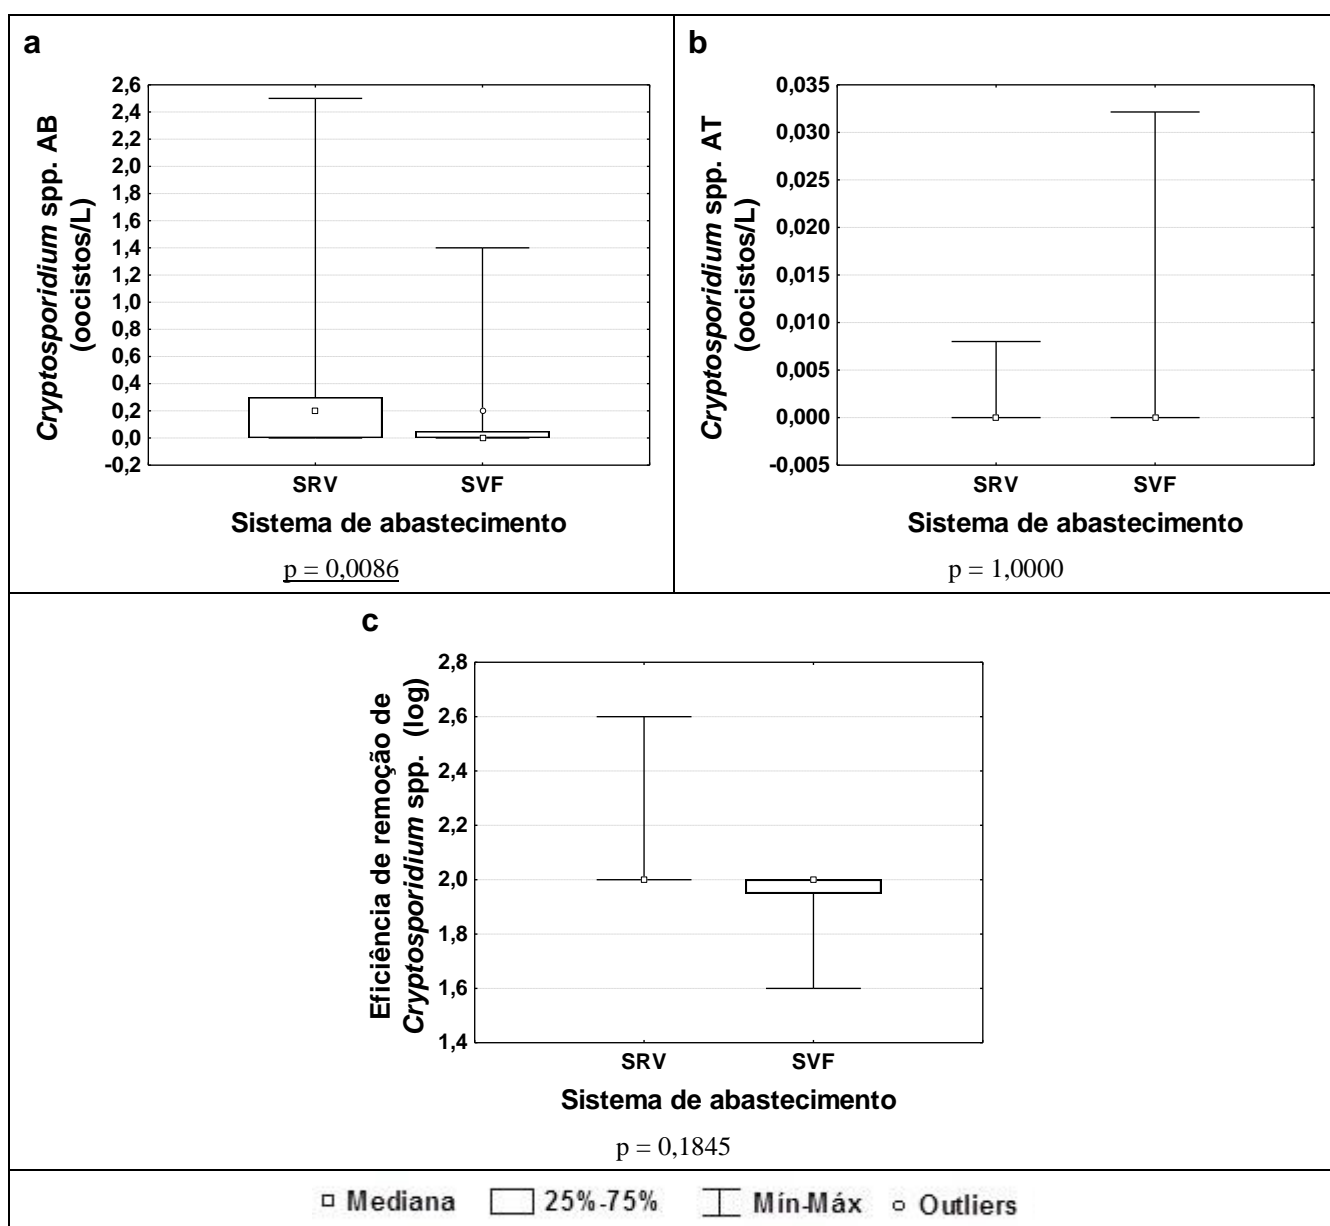 a
Cryptosporidium spp. AB
(oocistos/L)
2,6
2,4
2,2
2,0
1,8
1,6
1,4
1,2
1,0
0,8
0,6
0,4
0,2
0,0
-0,2
SRV SVF
Sistema de abastecimento
p = 0,0086
b
Cryptosporidium spp. AT
(oocistos/L)
0,035
0,030
0,025
0,020
0,015
0,010
0,005
0,000
-0,005
SRV SVF
Sistema de abastecimento
p = 1,0000
c
Eficiência de remoção de
Cryptosporidium spp. (log)
2,8
2,6
2,4
2,2
2,0
1,8
1,6
1,4
SRV SVF
Sistema de abastecimento
p = 0,1845
Mediana 25%-75% Mín-Máx Outliers